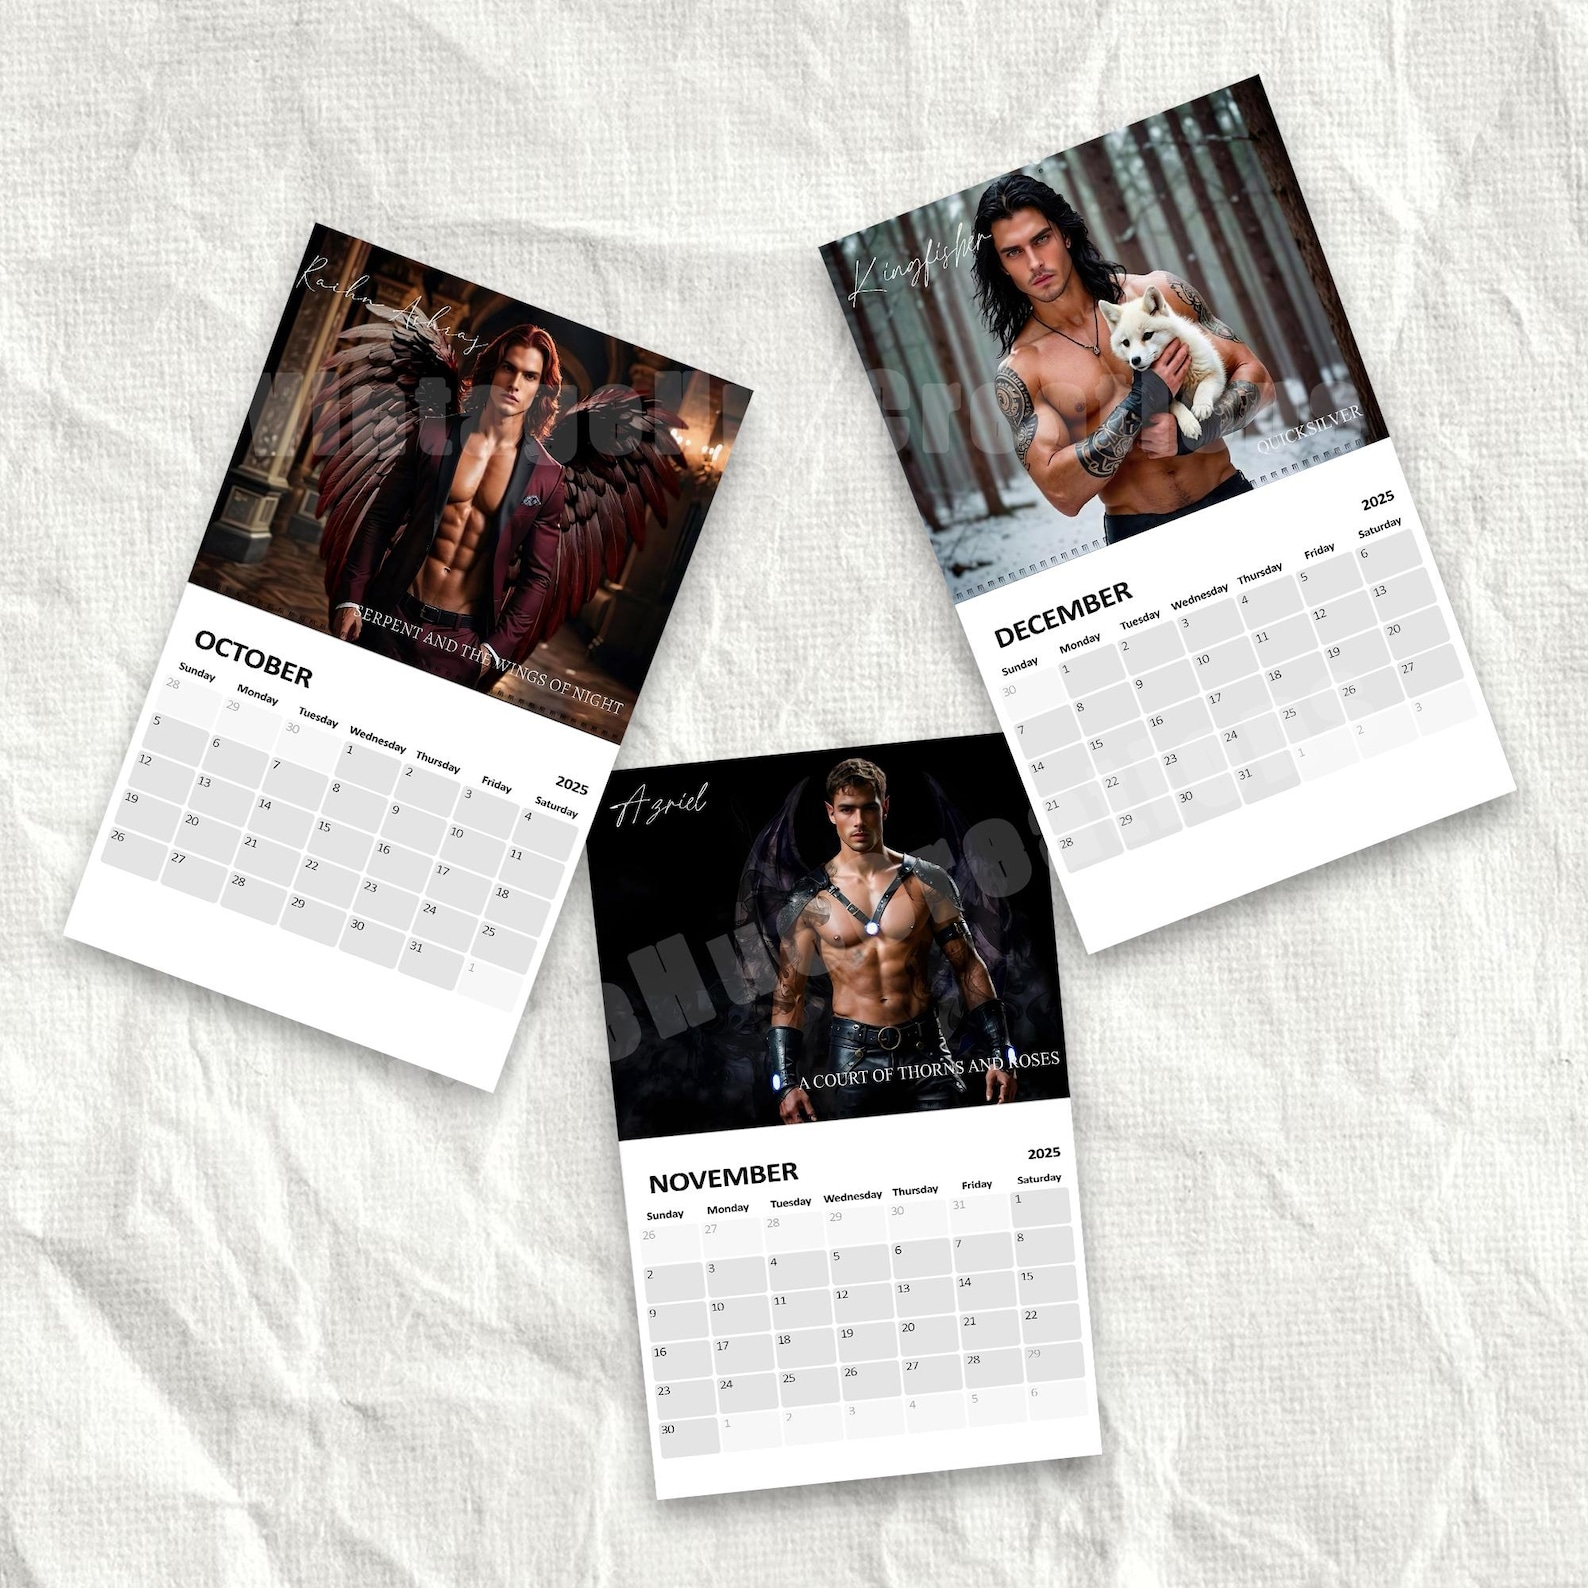 Raihn Ashraj
SERPENT AND THE WINGS OF NIGHT
OCTOBER
2025
Sunday Monday Tuesday Wednesday Thursday Friday Saturday
28 29 30 1 2 3 4
5 6 7 8 9 10 11
12 13 14 15 16 17 18
19 20 21 22 23 24 25
26 27 28 29 30 31 1
Kingfisher
QUICKSILVER
DECEMBER
2025
Sunday Monday Tuesday Wednesday Thursday Friday Saturday
30 1 2 3 4 5 6
7 8 9 10 11 12 13
14 15 16 17 18 19 20
21 22 23 24 25 26 27
28 29 30 31 1 2 3
Azriel
A COURT OF THORNS AND ROSES
NOVEMBER
2025
Sunday Monday Tuesday Wednesday Thursday Friday Saturday
26 27 28 29 30 31 1
2 3 4 5 6 7 8
9 10 11 12 13 14 15
16 17 18 19 20 21 22
23 24 25 26 27 28 29
30 1 2 3 4 5 6